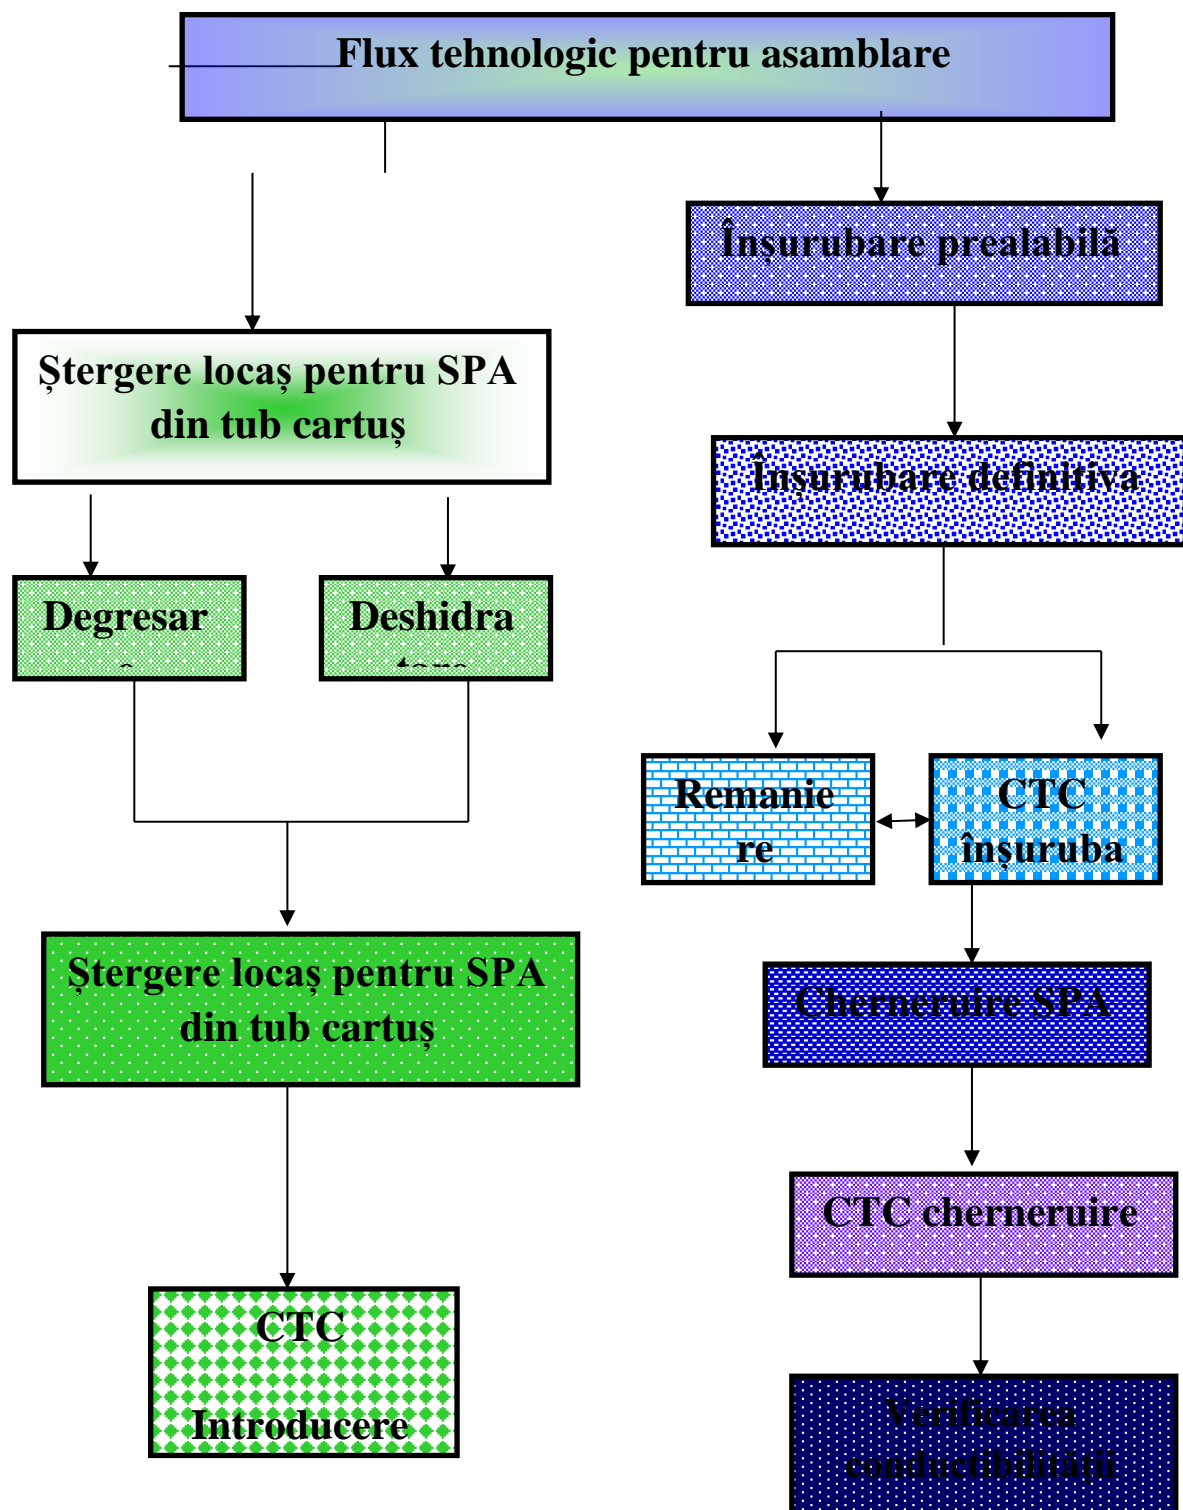 Flux tehnologic pentru asamblare
Înșurubare prealabilă
Ștergere locaș pentru SPA
din tub cartuș
Înșurubare definitiva
Degresar
Deshidra
Remanie
re
CTC
înșuruba
Ștergere locaș pentru SPA
din tub cartuș
Cherneruire SPA
CTC cherneruire
CTC
Introducere
Verificarea
conductibilității